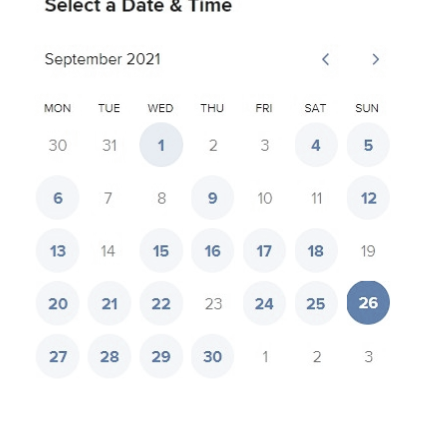 Select a Date & Time
September 2021
MON TUE WED THU FRI SAT SUN
30 31 1 2 3 4 5
6 7 8 9 10 11 12
13 14 15 16 17 18 19
20 21 22 23 24 25 26
27 28 29 30 1 2 3